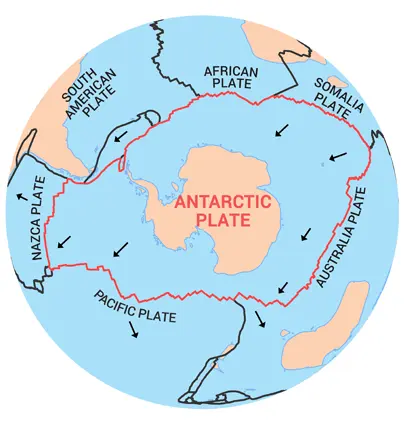 AFRICAN
PLATE
SOUTH
AMERICAN
PLATE
SOMALIA
PLATE
ANTARCTIC
PLATE
NAZCA PLATE
AUSTRALIA PLATE
PACIFIC PLATE